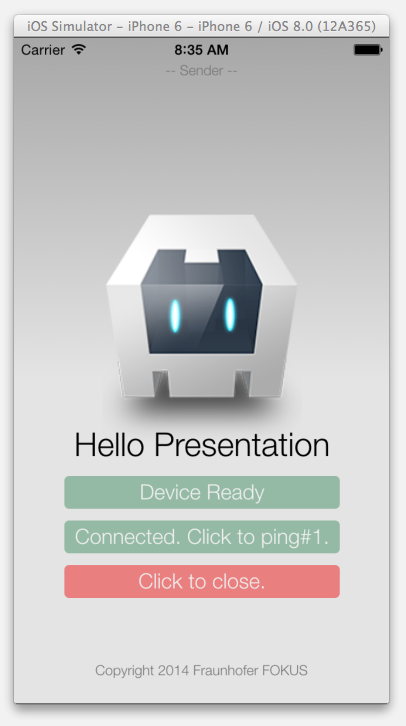 iOS Simulator – iPhone 6 – iPhone 6 / iOS 8.0 (12A365)
Carrier 8:35 AM
-- Sender --
Hello Presentation
Device Ready
Connected. Click to ping#1.
Click to close.
Copyright 2014 Fraunhofer FOKUS